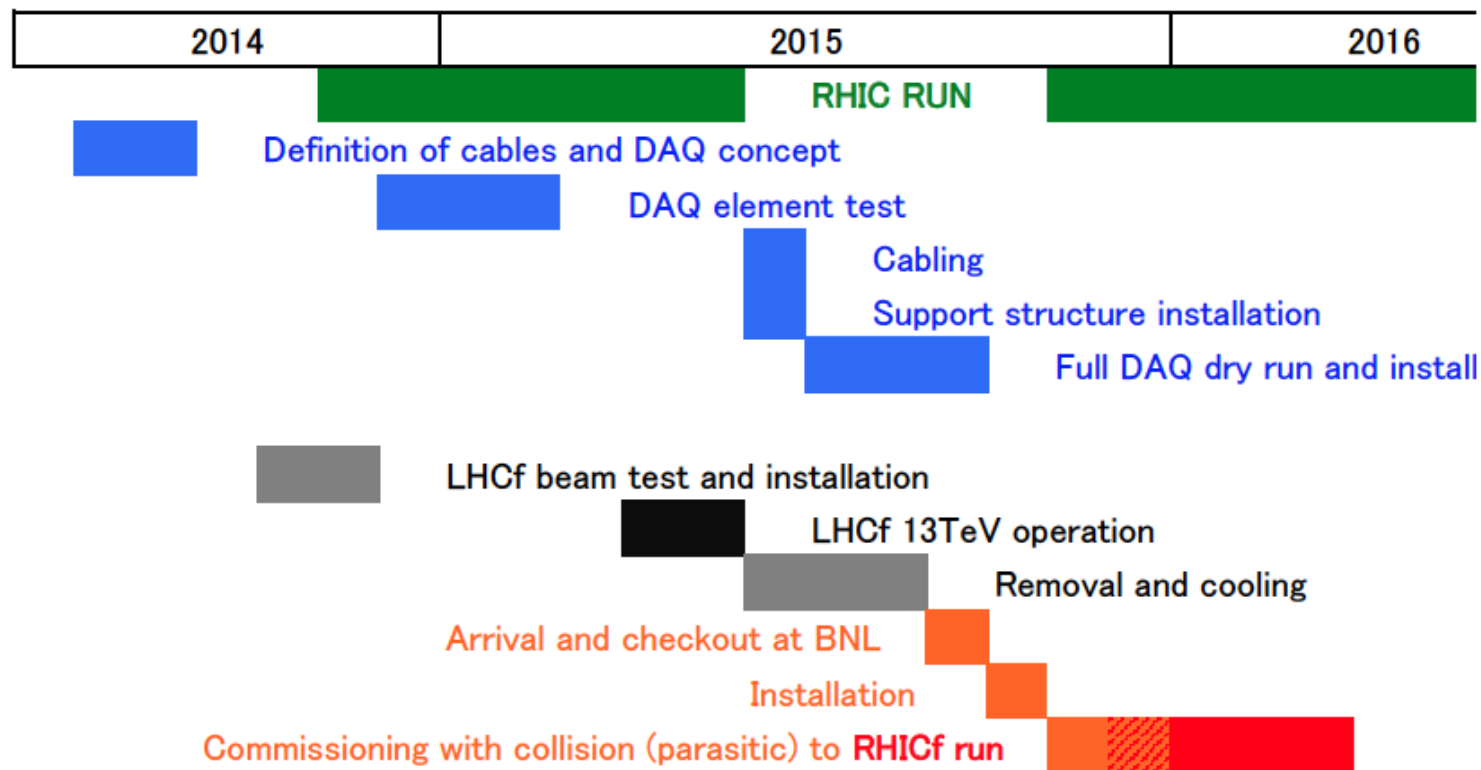 2014 2015 2016
RHIC RUN
Definition of cables and DAQ concept
DAQ element test
Cabling
Support structure installation
Full DAQ dry run and install
LHCf beam test and installation
LHCf 13TeV operation
Removal and cooling
Arrival and checkout at BNL
Installation
Commissioning with collision (parasitic) to RHICf run